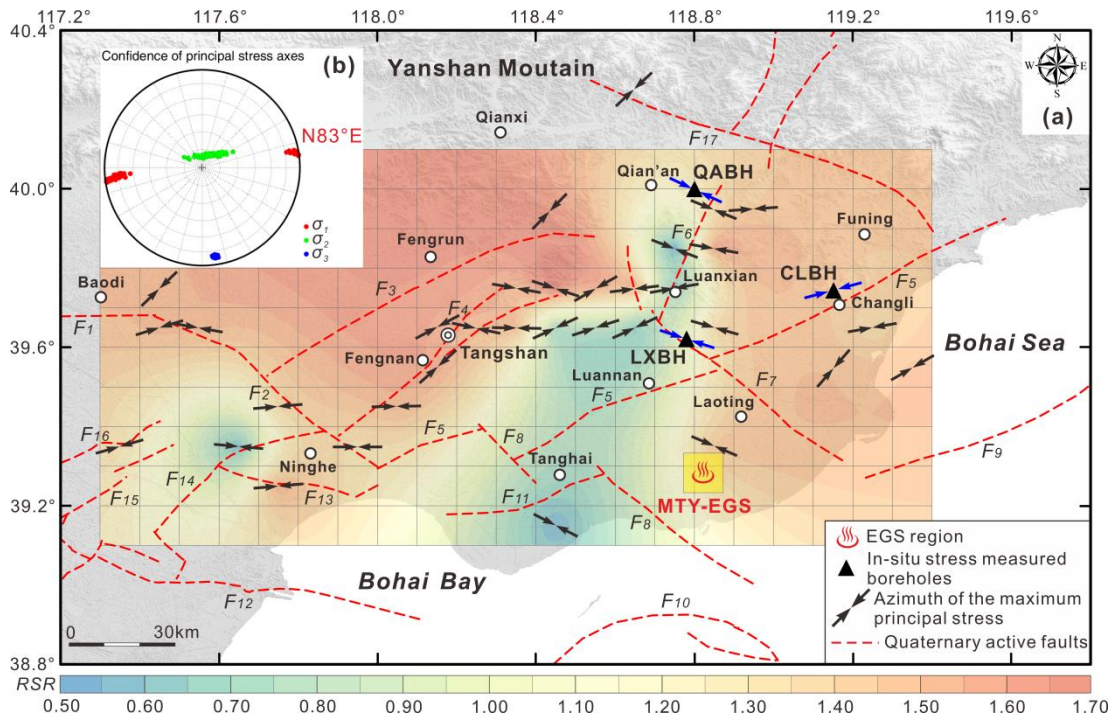 117.2° 117.6° 118.0° 118.4° 118.8° 119.2° 119.6°
40.4°
40.0°
39.6°
39.2°
38.8°
Confidence of principal stress axes
(b)
N83°E
σ1
σ2
σ3
(a)
N
W E
S
Yanshan Moutain
Qianxi
F17
Qian'an
QABH
Funing
Fengrun
F6
Baodi
F3
Luanxian
CLBH
F5
Changli
F1
F4
Tangshan
Fengnan
LXBH
Bohai Sea
Luannan
F2
F5
F7
Laoting
F16
F5
F8
F9
Ninghe
F14
Tanghai
F15
F13
F11
MTY-EGS
F8
Bohai Bay
F12
F10
0 30km
EGS region
In-situ stress measured
boreholes
Azimuth of the maximum
principal stress
Quaternary active faults
RSR
0.50 0.60 0.70 0.80 0.90 1.00 1.10 1.20 1.30 1.40 1.50 1.60 1.70